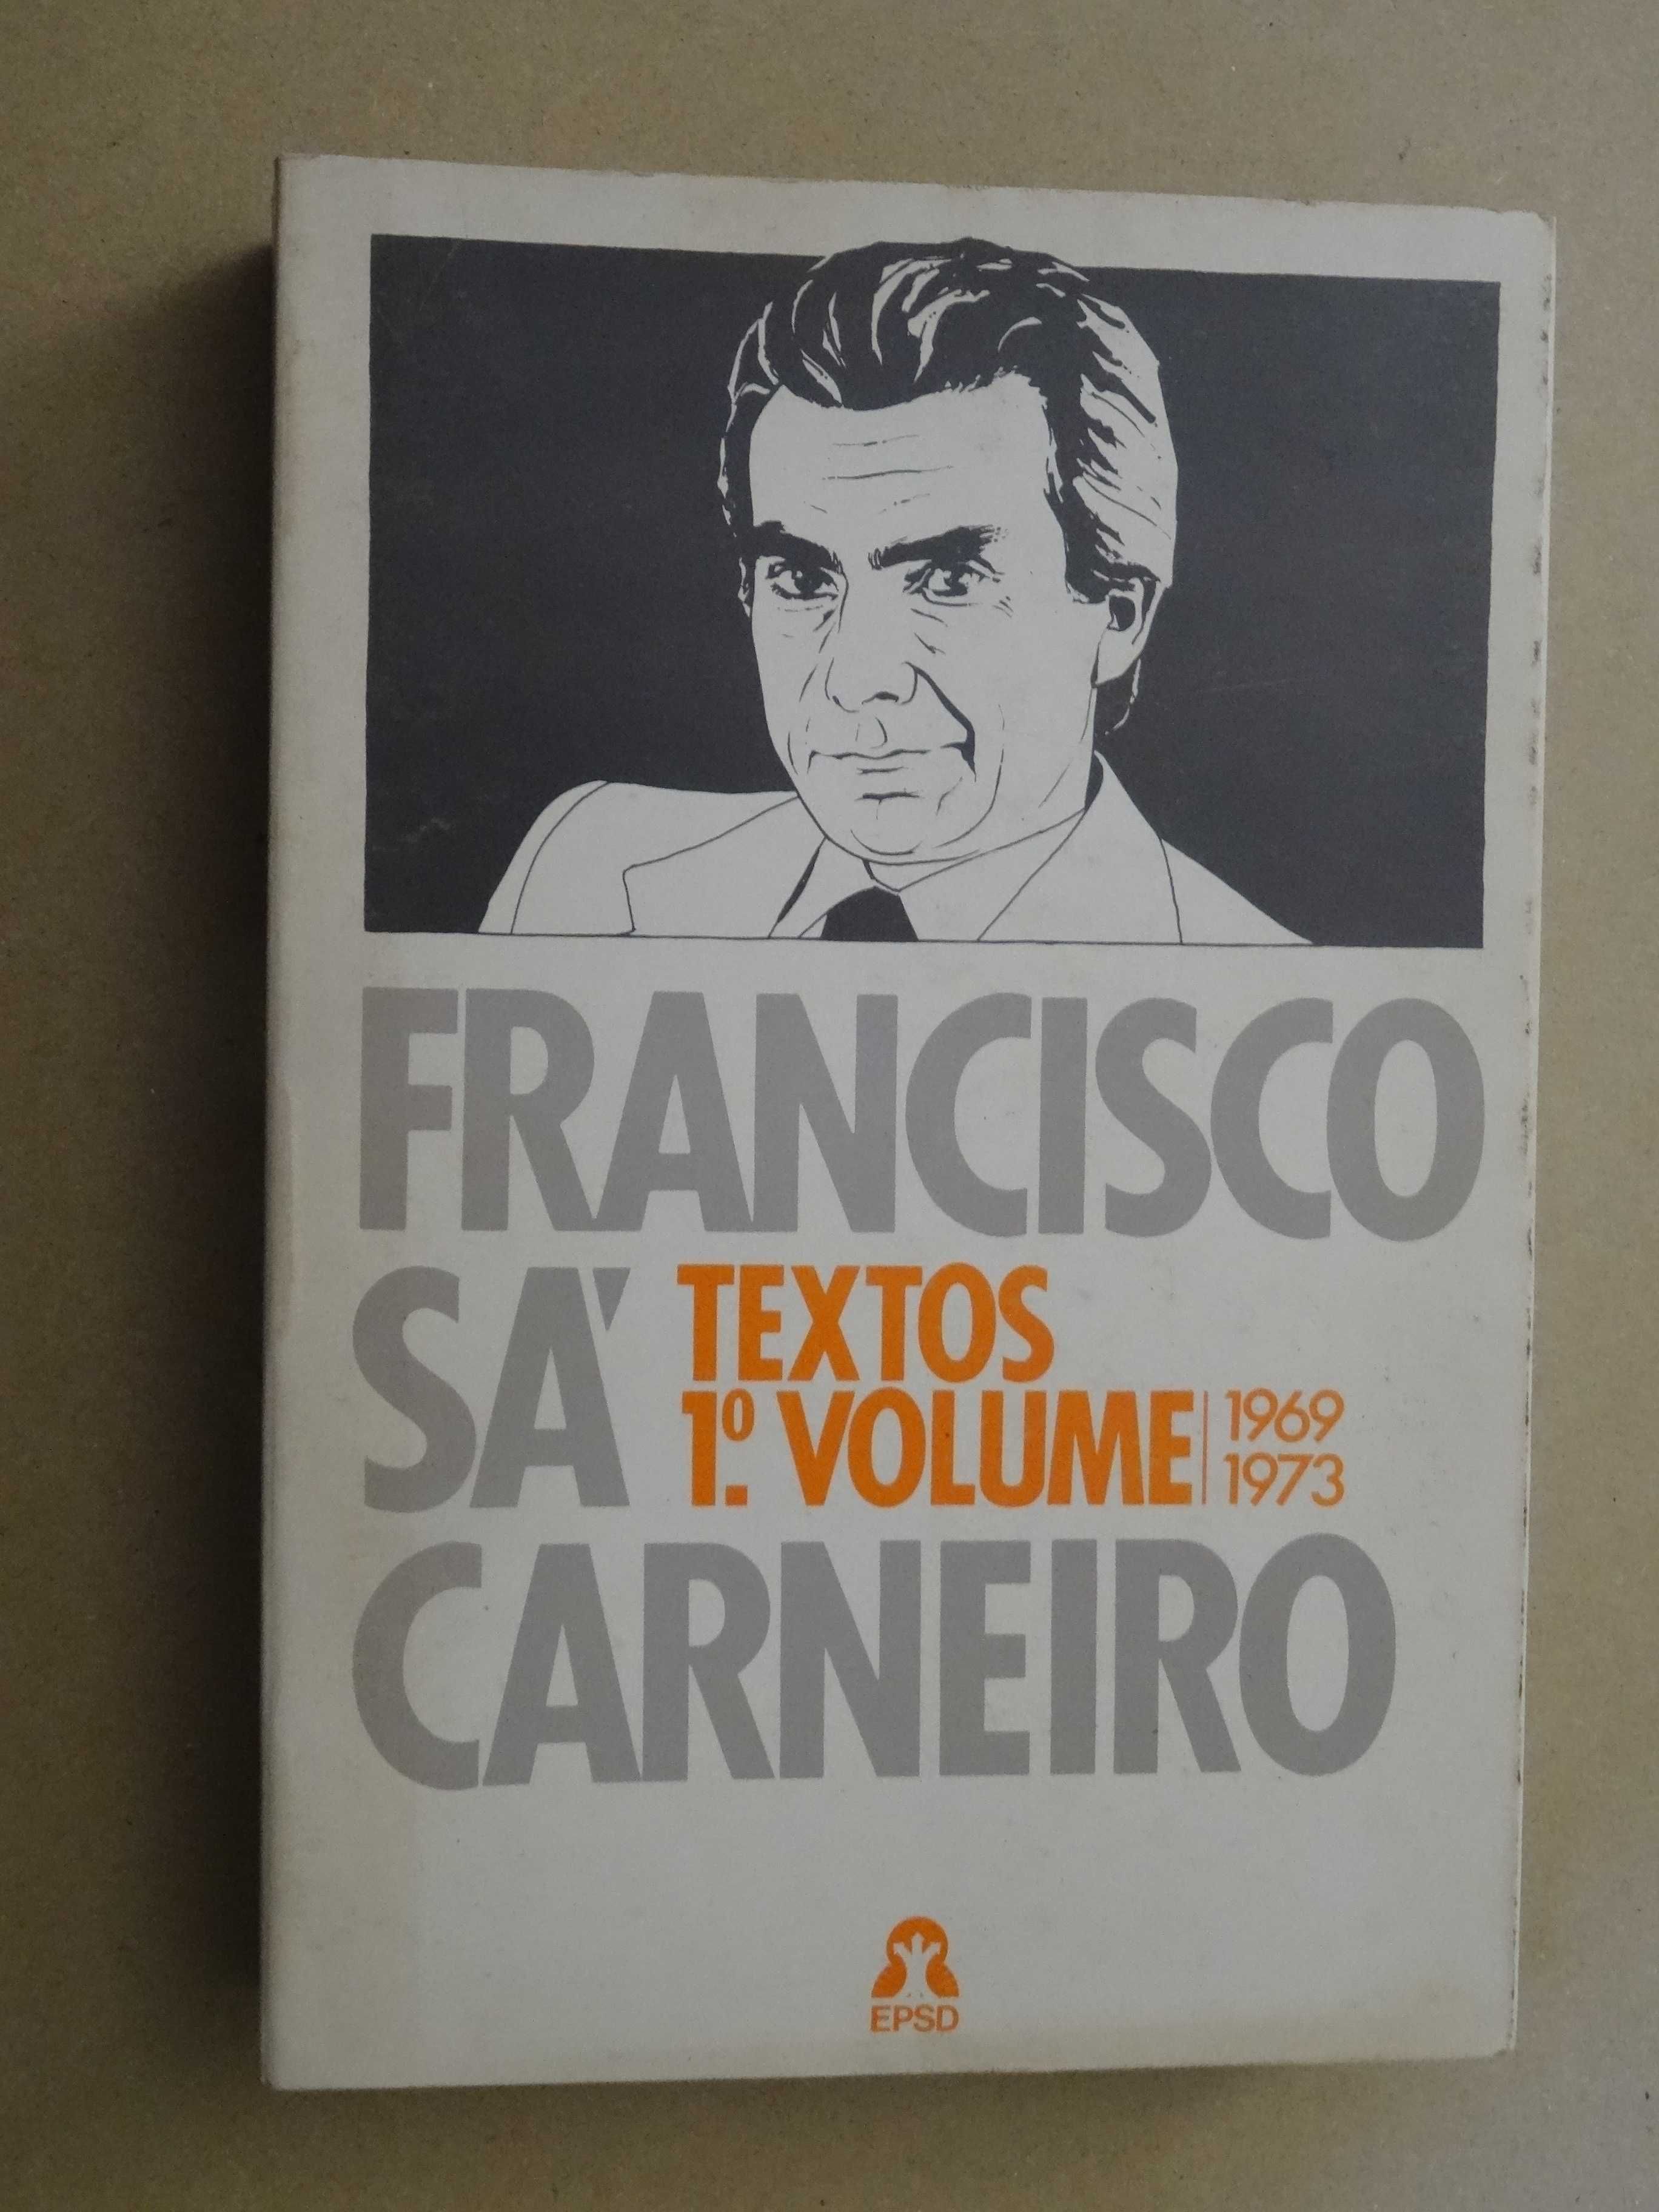 FRANCISCO
SÁ
TEXTOS
1º. VOLUME
1969
1973
CARNEIRO
EPSD